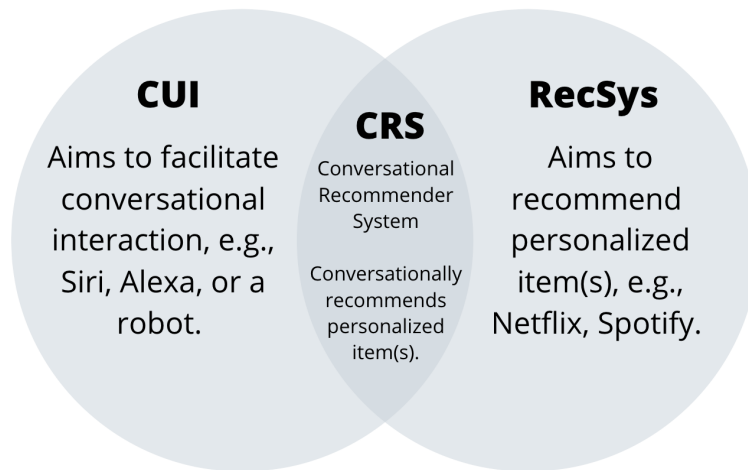 CUI
Aims to facilitate
conversational
interaction, e.g.,
Siri, Alexa, or a
robot.
CRS
Conversational
Recommender
System
Conversationally
recommends
personalized
item(s).
RecSys
Aims to
recommend
personalized
item(s), e.g.,
Netflix, Spotify.